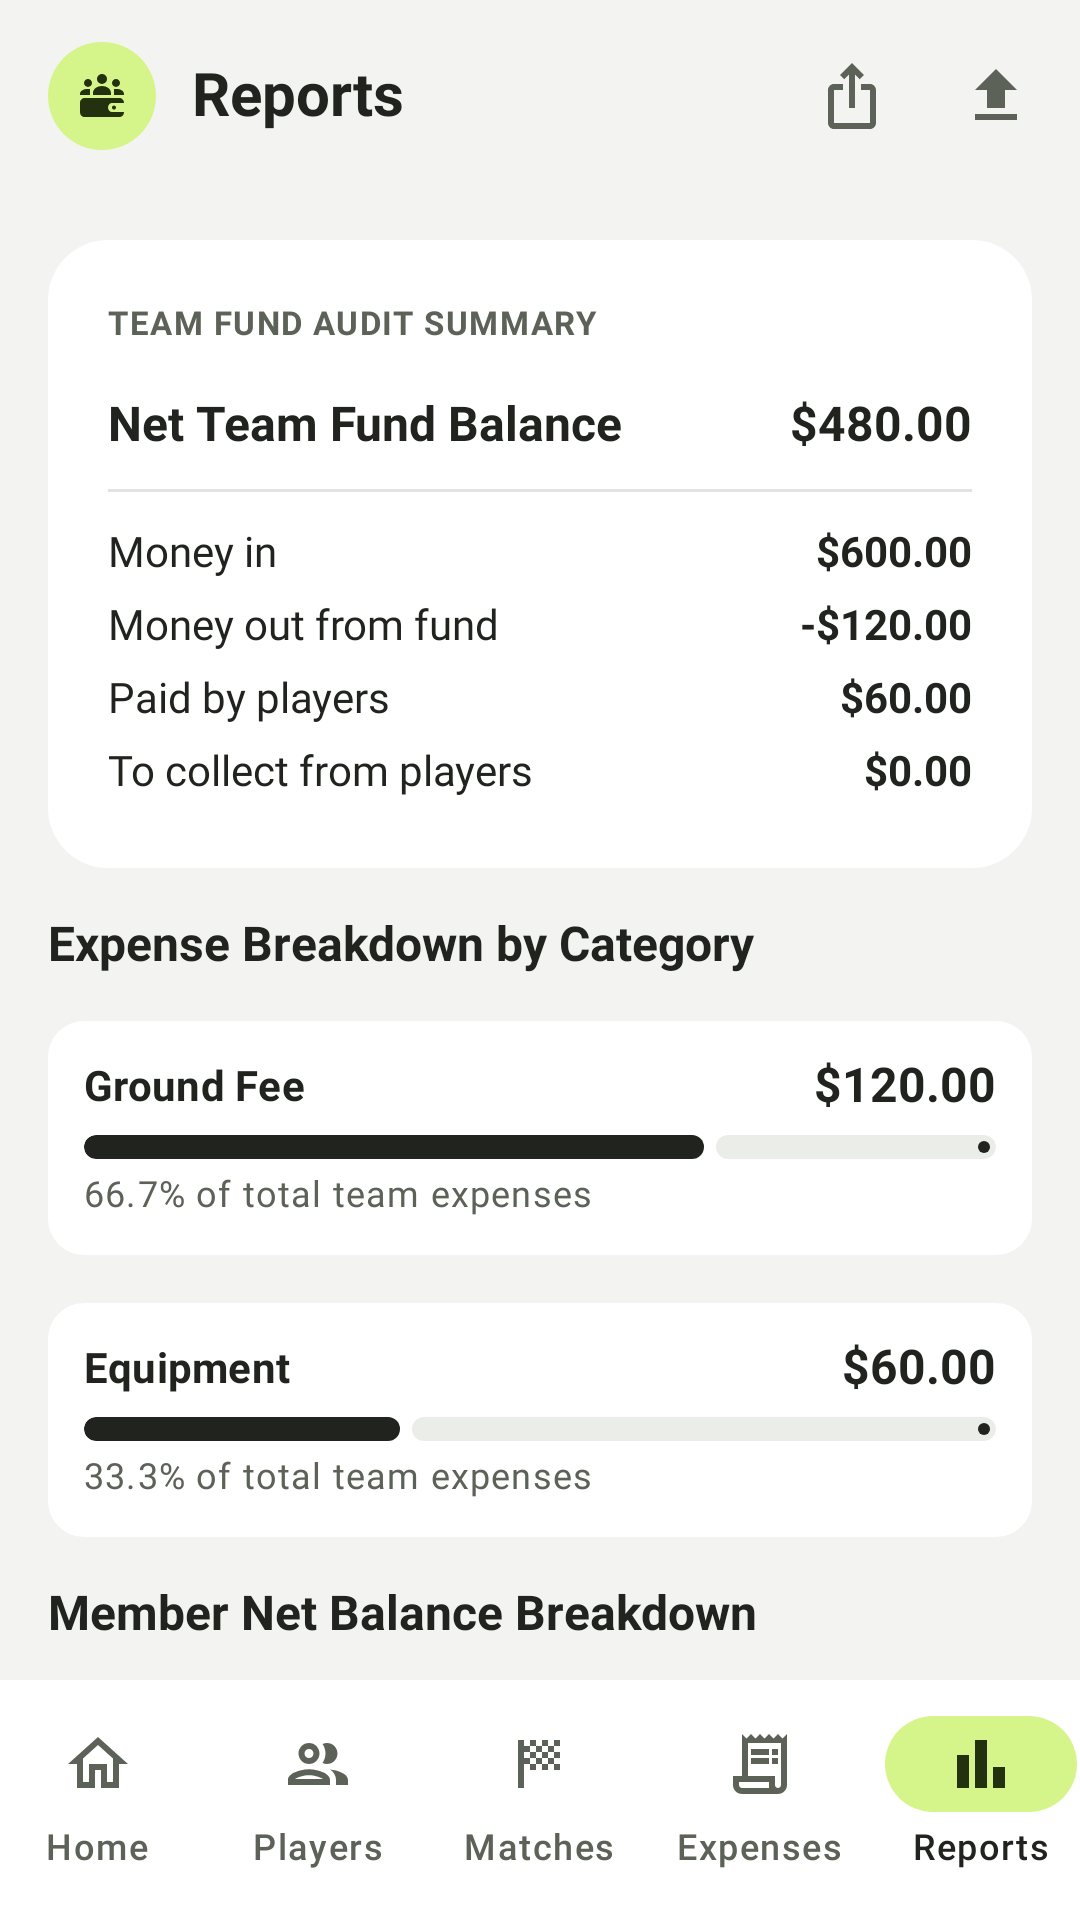 Reports
TEAM FUND AUDIT SUMMARY
Net Team Fund Balance $480.00
Money in $600.00
Money out from fund -$120.00
Paid by players $60.00
To collect from players $0.00
Expense Breakdown by Category
Ground Fee $120.00
66.7% of total team expenses
Equipment $60.00
33.3% of total team expenses
Member Net Balance Breakdown
Home Players Matches Expenses Reports